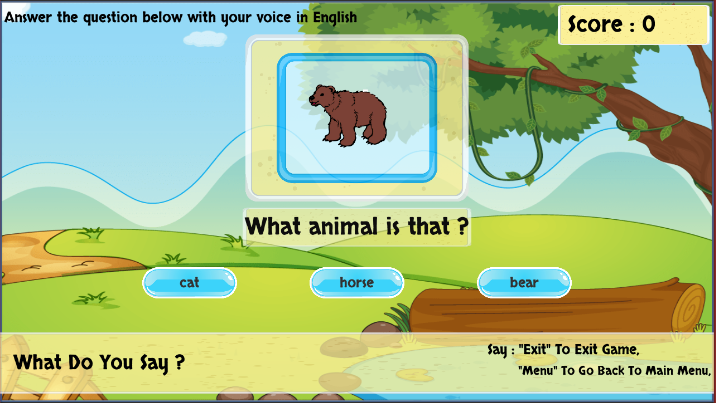 Answer the question below with your voice in English
Score : 0
What animal is that ?
cat
horse
bear
What Do You Say ?
Say : "Exit" To Exit Game,
"Menu" To Go Back To Main Menu,